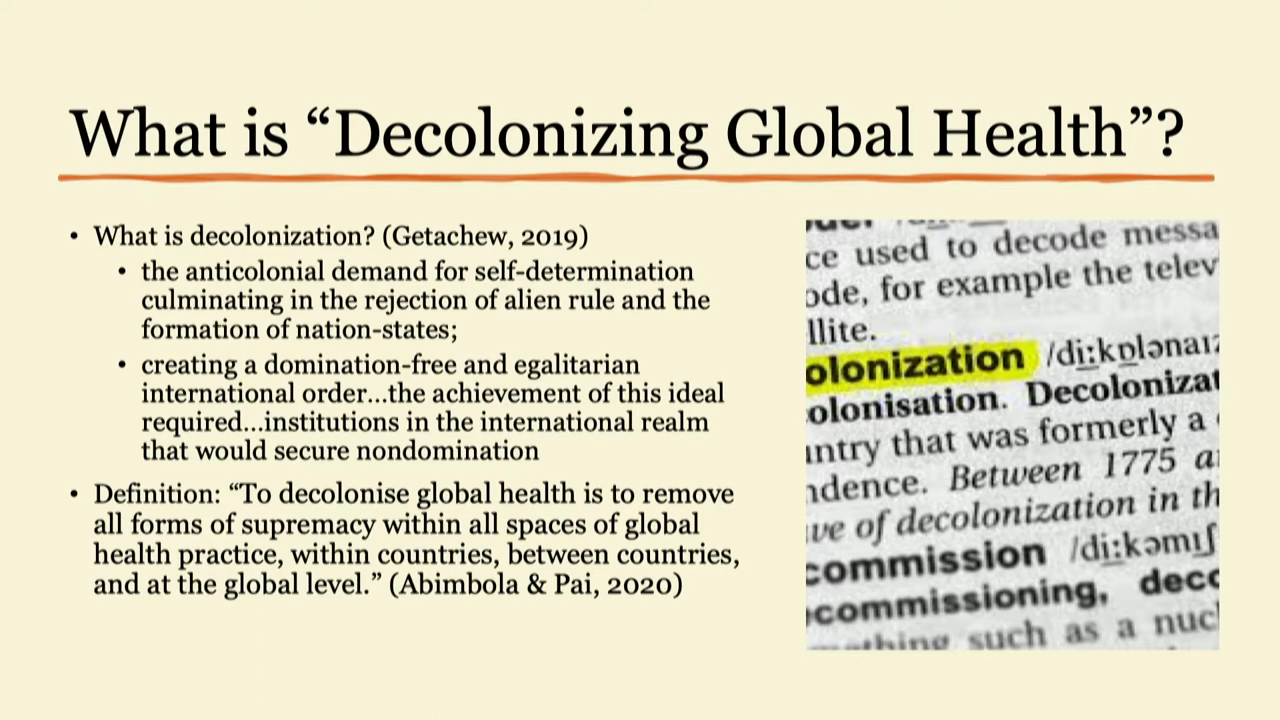 What is “Decolonizing Global Health”?
• What is decolonization? (Getachew, 2019)
• the anticolonial demand for self-determination
culminating in the rejection of alien rule and the
formation of nation-states;
• creating a domination-free and egalitarian
international order...the achievement of this ideal
required...institutions in the international realm
that would secure nondomination
• Definition: “To decolonise global health is to remove
all forms of supremacy within all spaces of global
health practice, within countries, between countries,
and at the global level.” (Abimbola & Pai, 2020)
ce used to decode messa
ode, for example the telev
llite.
olonization /diːkɒlənaɪz
olonisation. Decolonizat
untry that was formerly a
ndence. Between 1775 a
ve of decolonization in th
commission /diːkəmɪʃ
commissioning, deco
such as a nuc